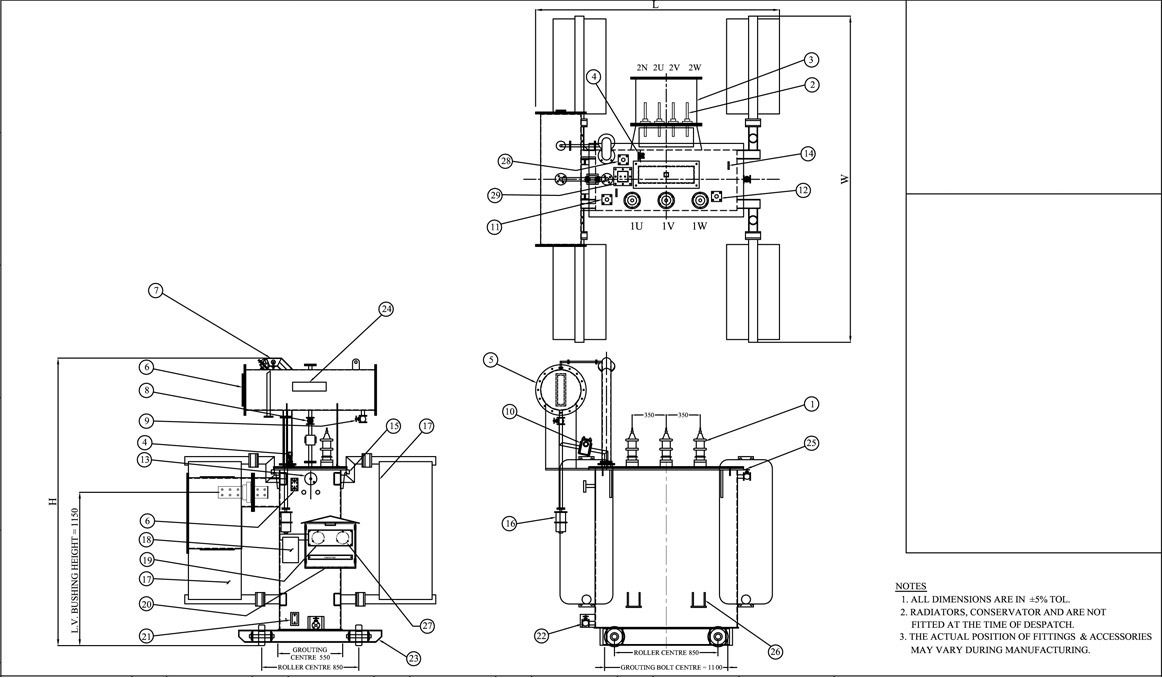 L
2N 2U 2V 2W
3
4
2
W
28
14
29
12
11
1U 1V 1W
7
24
6
8
9
4
13
15
17
5
10
350 350
1
25
H
L.V. BUSHING HEIGHT = 1150
6
18
19
17
20
21
27
23
16
22
26
GROUTING
CENTRE 550
ROLLER CENTRE 850
ROLLER CENTRE 850
GROUTING BOLT CENTRE = 1100
NOTES
1. ALL DIMENSIONS ARE IN ±5% TOL.
2. RADIATORS, CONSERVATOR AND ARE NOT
FITTED AT THE TIME OF DESPATCH.
3. THE ACTUAL POSITION OF FITTINGS & ACCESSORIES
MAY VARY DURING MANUFACTURING.